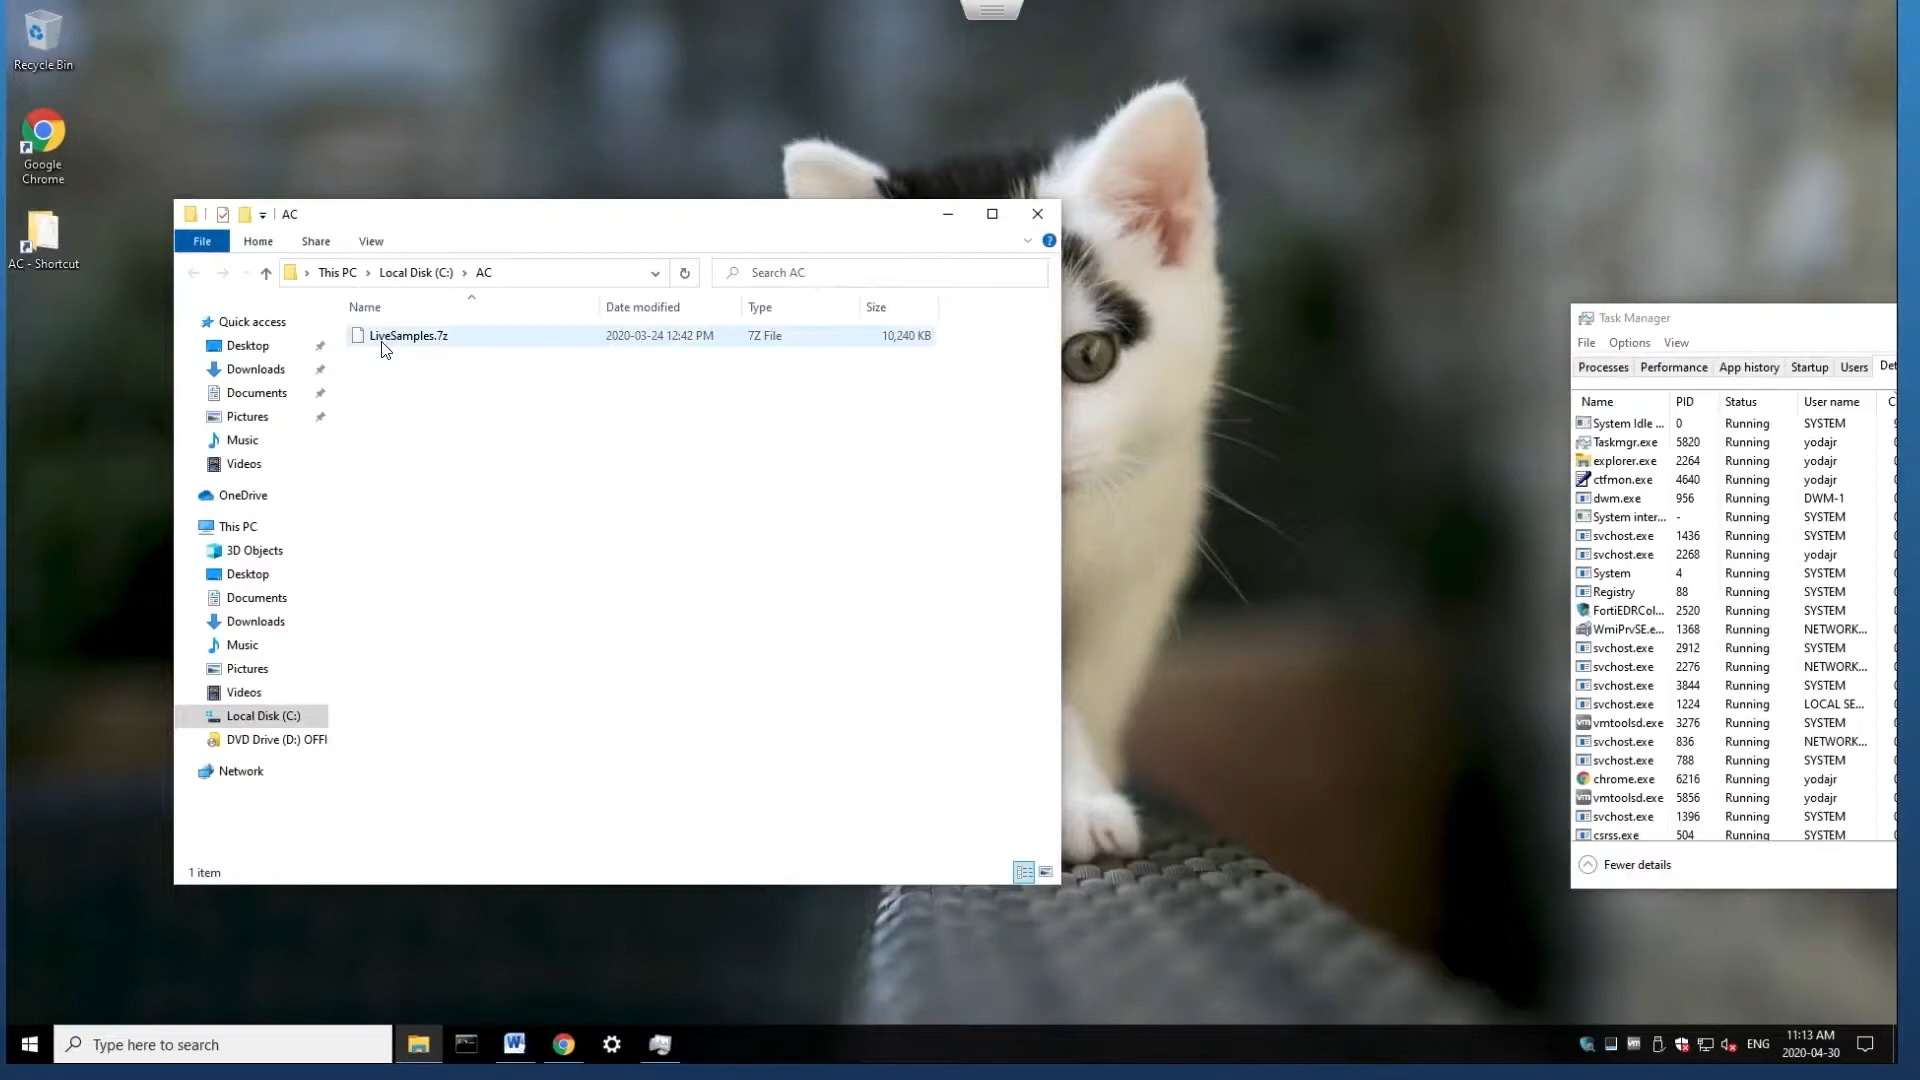 Recycle Bin
Google
Chrome
AC - Shortcut
AC
File Home Share View
This PC Local Disk (C:) AC
Search AC
Name Date modified Type Size
LiveSamples.7z 2020-03-24 12:42 PM 7Z File 10,240 KB
Quick access
Desktop
Downloads
Documents
Pictures
Music
Videos
OneDrive
This PC
3D Objects
Desktop
Documents
Downloads
Music
Pictures
Videos
Local Disk (C:)
DVD Drive (D:) OFFI
Network
1 item
Task Manager
File Options View
Processes Performance App history Startup Users Det
Name PID Status User name C
System Idle ... 0 Running SYSTEM
Taskmgr.exe 5820 Running yodajr
explorer.exe 2264 Running yodajr
ctfmon.exe 4640 Running yodajr
dwm.exe 956 Running DWM-1
System inter... - Running SYSTEM
svchost.exe 1436 Running SYSTEM
svchost.exe 2268 Running yodajr
System 4 Running SYSTEM
Registry 88 Running SYSTEM
FortiEDRCol... 2520 Running SYSTEM
WmiPrvSE.e... 1368 Running NETWORK...
svchost.exe 2912 Running SYSTEM
svchost.exe 2276 Running NETWORK...
svchost.exe 3844 Running SYSTEM
svchost.exe 1224 Running LOCAL SE...
vmtoolsd.exe 3276 Running SYSTEM
svchost.exe 836 Running NETWORK...
svchost.exe 788 Running SYSTEM
chrome.exe 6216 Running yodajr
vmtoolsd.exe 5856 Running yodajr
svchost.exe 1396 Running SYSTEM
csrss.exe 504 Running SYSTEM
Fewer details
Type here to search
ENG
11:13 AM
2020-04-30